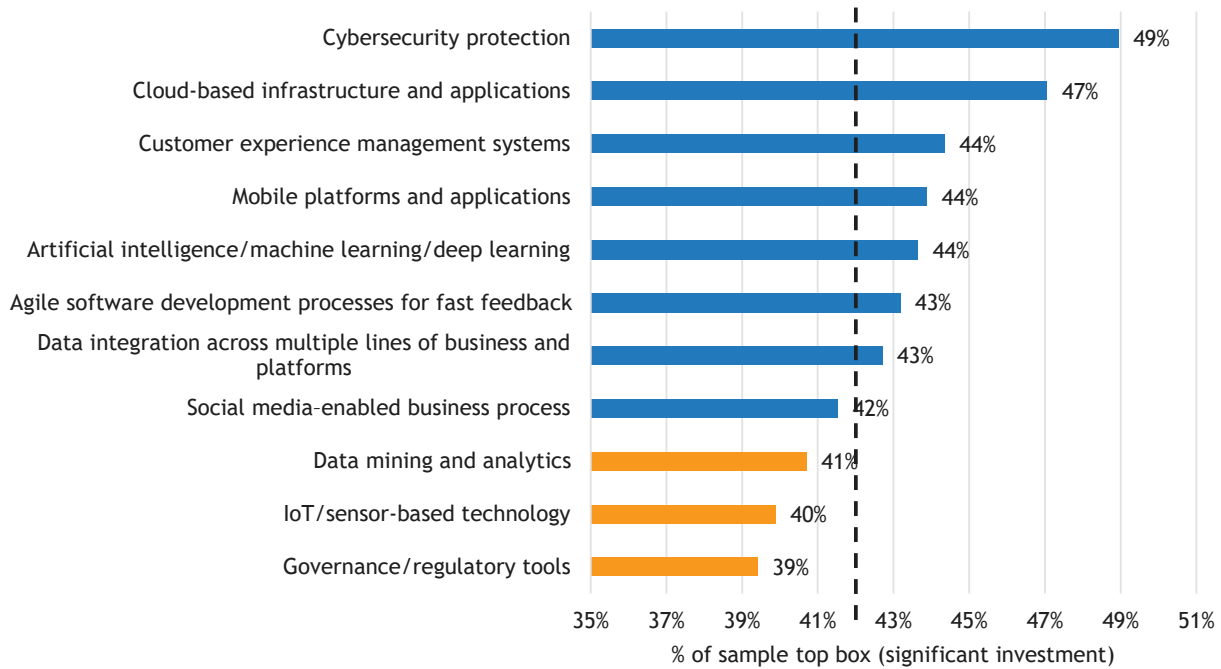 Cybersecurity protection 49%
Cloud-based infrastructure and applications 47%
Customer experience management systems 44%
Mobile platforms and applications 44%
Artificial intelligence/machine learning/deep learning 44%
Agile software development processes for fast feedback 43%
Data integration across multiple lines of business and
platforms 43%
Social media–enabled business process 42%
Data mining and analytics 41%
IoT/sensor-based technology 40%
Governance/regulatory tools 39%
35% 37% 39% 41% 43% 45% 47% 49% 51%
% of sample top box (significant investment)